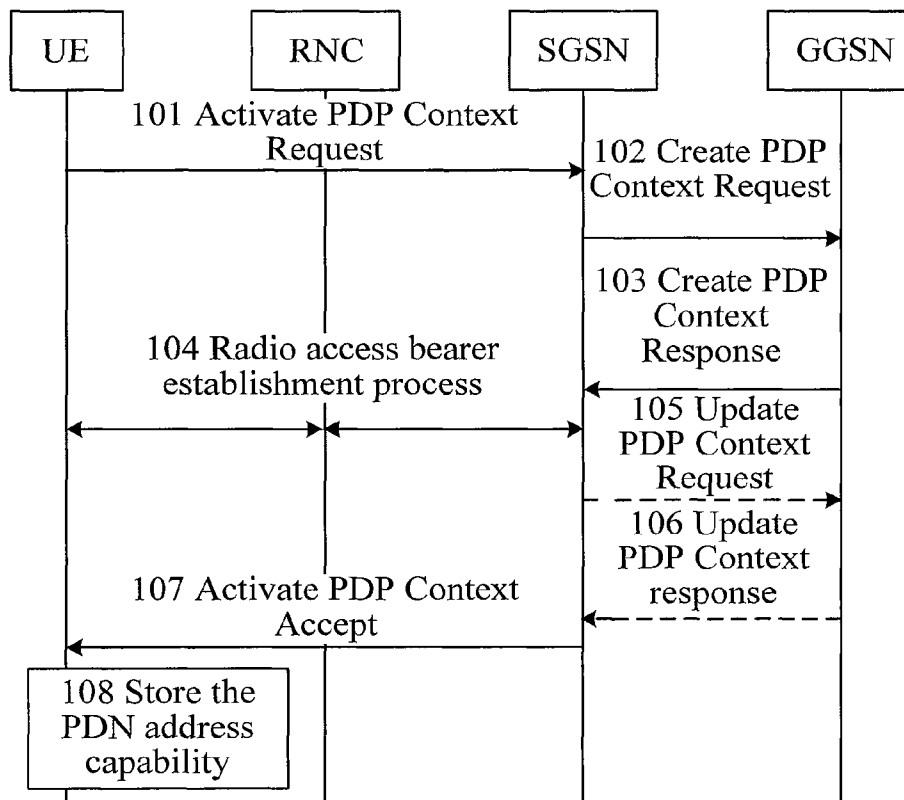 UE
RNC
SGSN
GGSN
101 Activate PDP Context
Request
102 Create PDP
Context Request
103 Create PDP
Context
Response
104 Radio access bearer
establishment process
105 Update
PDP Context
Request
106 Update
PDP Context
response
107 Activate PDP Context
Accept
108 Store the
PDN address
capability